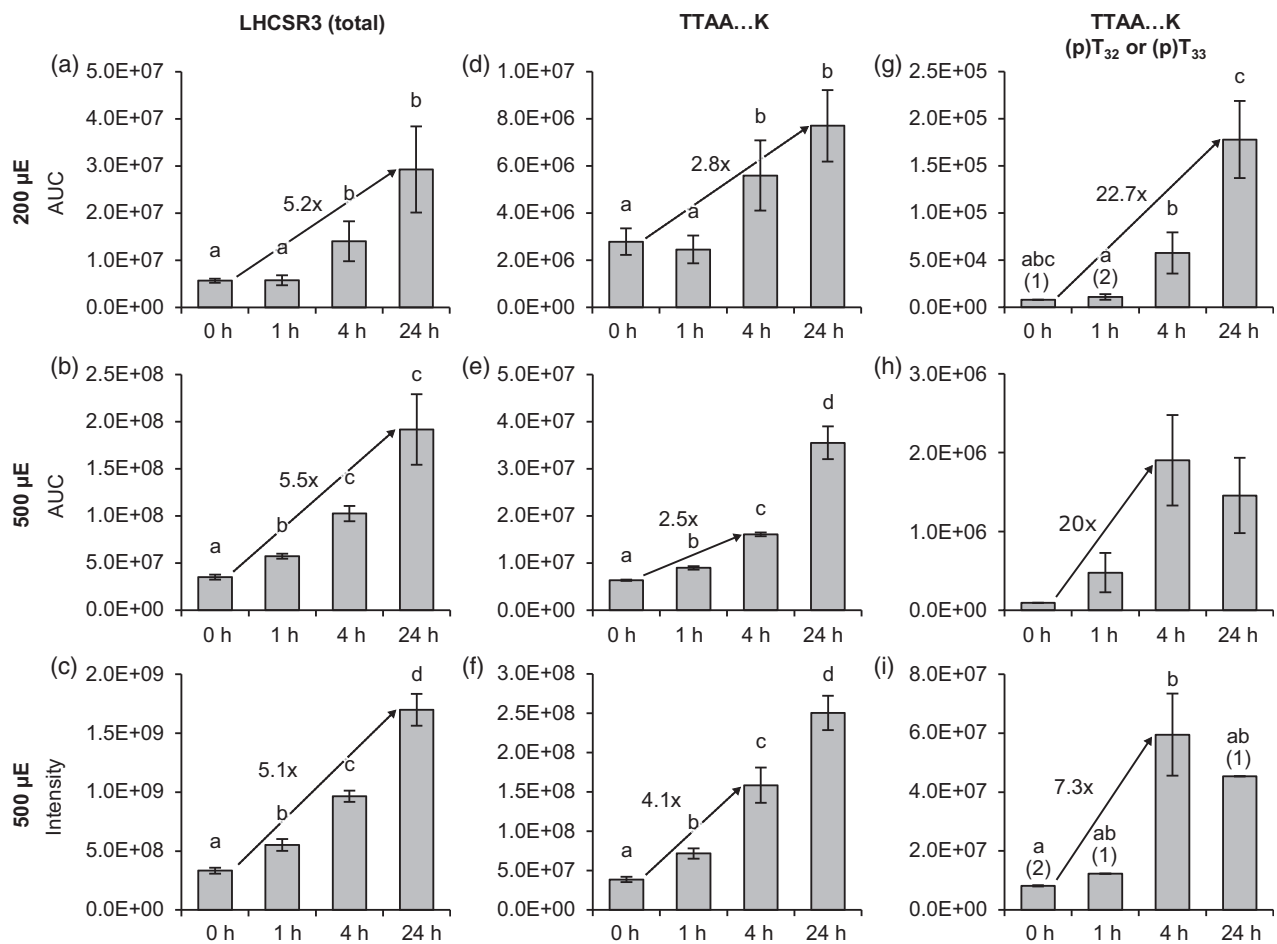 LHCSR3 (total)
TTAA...K
TTAA...K
(p)T32 or (p)T33
200 µE
AUC
(a)
5.0E+07
4.0E+07
3.0E+07
2.0E+07
1.0E+07
0.0E+00
a
a
b
b
5.2x
0 h
1 h
4 h
24 h
(d)
1.0E+07
8.0E+06
6.0E+06
4.0E+06
2.0E+06
0.0E+00
a
a
b
b
2.8x
0 h
1 h
4 h
24 h
(g)
2.5E+05
2.0E+05
1.5E+05
1.0E+05
5.0E+04
0.0E+00
abc
(1)
a
(2)
b
c
22.7x
0 h
1 h
4 h
24 h
500 µE
AUC
(b)
2.5E+08
2.0E+08
1.5E+08
1.0E+08
5.0E+07
0.0E+00
a
b
c
c
5.5x
0 h
1 h
4 h
24 h
(e)
5.0E+07
4.0E+07
3.0E+07
2.0E+07
1.0E+07
0.0E+00
a
b
c
d
2.5x
0 h
1 h
4 h
24 h
(h)
3.0E+06
2.0E+06
1.0E+06
0.0E+00
20x
0 h
1 h
4 h
24 h
500 µE
Intensity
(c)
2.0E+09
1.5E+09
1.0E+09
5.0E+08
0.0E+00
a
b
c
d
5.1x
0 h
1 h
4 h
24 h
(f)
3.0E+08
2.5E+08
2.0E+08
1.5E+08
1.0E+08
5.0E+07
0.0E+00
a
b
c
d
4.1x
0 h
1 h
4 h
24 h
(i)
8.0E+07
6.0E+07
4.0E+07
2.0E+07
0.0E+00
a
(2)
ab
(1)
b
ab
(1)
7.3x
0 h
1 h
4 h
24 h